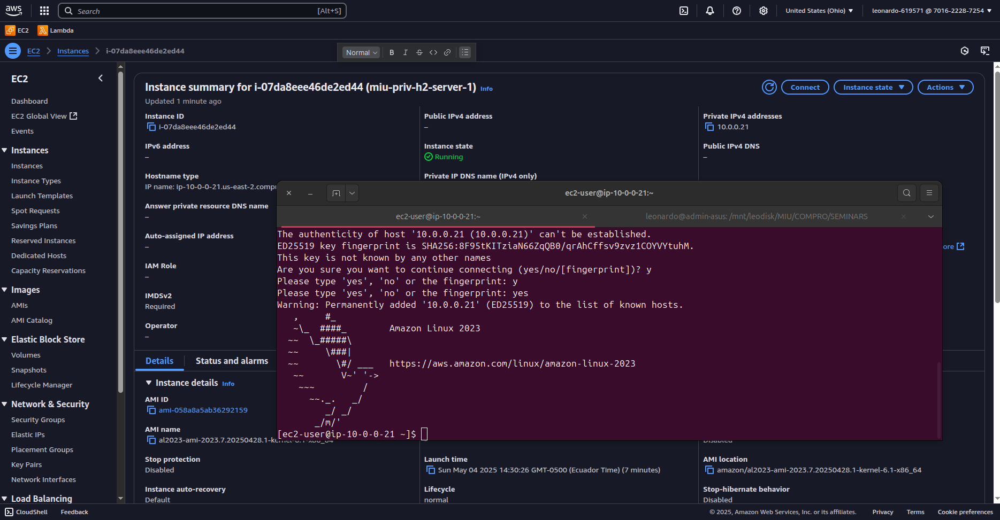 aws
Search [Alt+S]
United States (Ohio)
leonardo-619571 @ 7016-2228-7254
EC2
Lambda
EC2 > Instances > i-07da8eee46de2ed44
Normal B I S <>
EC2
Dashboard
EC2 Global View
Events
Instances
Instances
Instance Types
Launch Templates
Spot Requests
Savings Plans
Reserved Instances
Dedicated Hosts
Capacity Reservations
Images
AMIs
AMI Catalog
Elastic Block Store
Volumes
Snapshots
Lifecycle Manager
Network & Security
Security Groups
Elastic IPs
Placement Groups
Key Pairs
Network Interfaces
Load Balancing
Instance summary for i-07da8eee46de2ed44 (miu-priv-h2-server-1) Info
Updated 1 minute ago
Connect
Instance state
Actions
Instance ID
i-07da8eee46de2ed44
Public IPv4 address
–
Private IPv4 addresses
10.0.0.21
IPv6 address
–
Instance state
Running
Public IPv4 DNS
–
Hostname type
IP name: ip-10-0-0-21.us-east-2.comp
Private IP DNS name (IPv4 only)
Answer private resource DNS name
–
Auto-assigned IP address
–
ore
IAM Role
–
IMDSv2
Required
Operator
–
Details
Status and alarms
Instance details Info
AMI ID
ami-058a8a5ab36292159
AMI name
al2023-ami-2023.7.20250428.1-kernel-6.1-x86_64
Disabled
Stop protection
Disabled
Launch time
Sun May 04 2025 14:30:26 GMT-0500 (Ecuador Time) (7 minutes)
AMI location
amazon/al2023-ami-2023.7.20250428.1-kernel-6.1-x86_64
Instance auto-recovery
Default
Lifecycle
normal
Stop-hibernate behavior
Disabled
ec2-user@ip-10-0-0-21:~
ec2-user@ip-10-0-0-21:~
leonardo@admin-asus: /mnt/leodisk/MIU/COMPRO/SEMINARS
The authenticity of host '10.0.0.21 (10.0.0.21)' can't be established.
ED25519 key fingerprint is SHA256:8F95tKITziaN66ZqQB0/qrAhCffsv9zvz1COYVYtuhM.
This key is not known by any other names
Are you sure you want to continue connecting (yes/no/[fingerprint])? y
Please type 'yes', 'no' or the fingerprint: y
Please type 'yes', 'no' or the fingerprint: yes
Warning: Permanently added '10.0.0.21' (ED25519) to the list of known hosts.
   ,     #_
   ~\_  ####_        Amazon Linux 2023
  ~~  \_#####\
  ~~     \###|
  ~~       \#/ ___   https://aws.amazon.com/linux/amazon-linux-2023
   ~~       V~' '->
    ~~~         /
      ~~._.   _/
         _/ _/
       _/m/'
[ec2-user@ip-10-0-0-21 ~]$
CloudShell
Feedback
© 2025, Amazon Web Services, Inc. or its affiliates.
Privacy
Terms
Cookie preferences